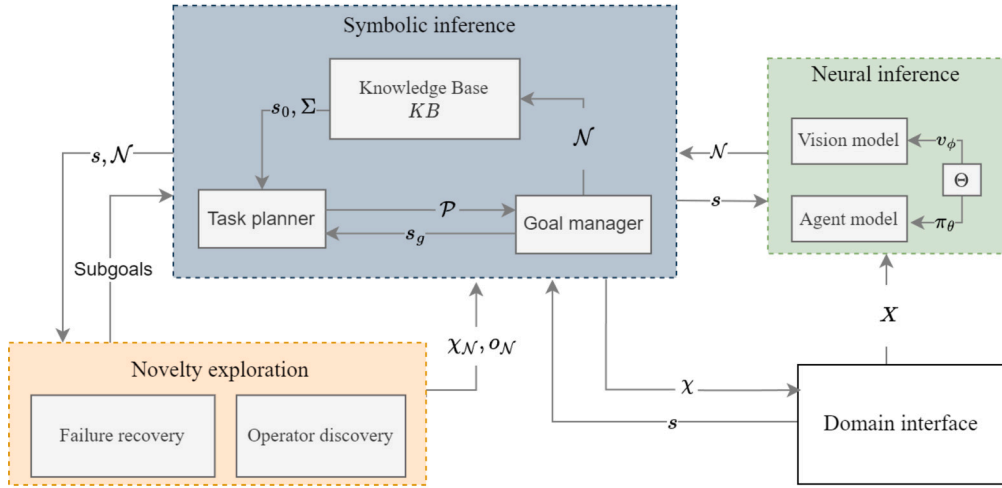 Symbolic inference
Knowledge Base
KB
s₀, Σ
𝒩
Task planner
𝒫
s_g
Goal manager
Neural inference
Vision model
v_ϕ
Θ
Agent model
π_θ
𝒩
s
s, 𝒩
Subgoals
Novelty exploration
Failure recovery
Operator discovery
χ_𝒩, o_𝒩
χ
s
X
Domain interface